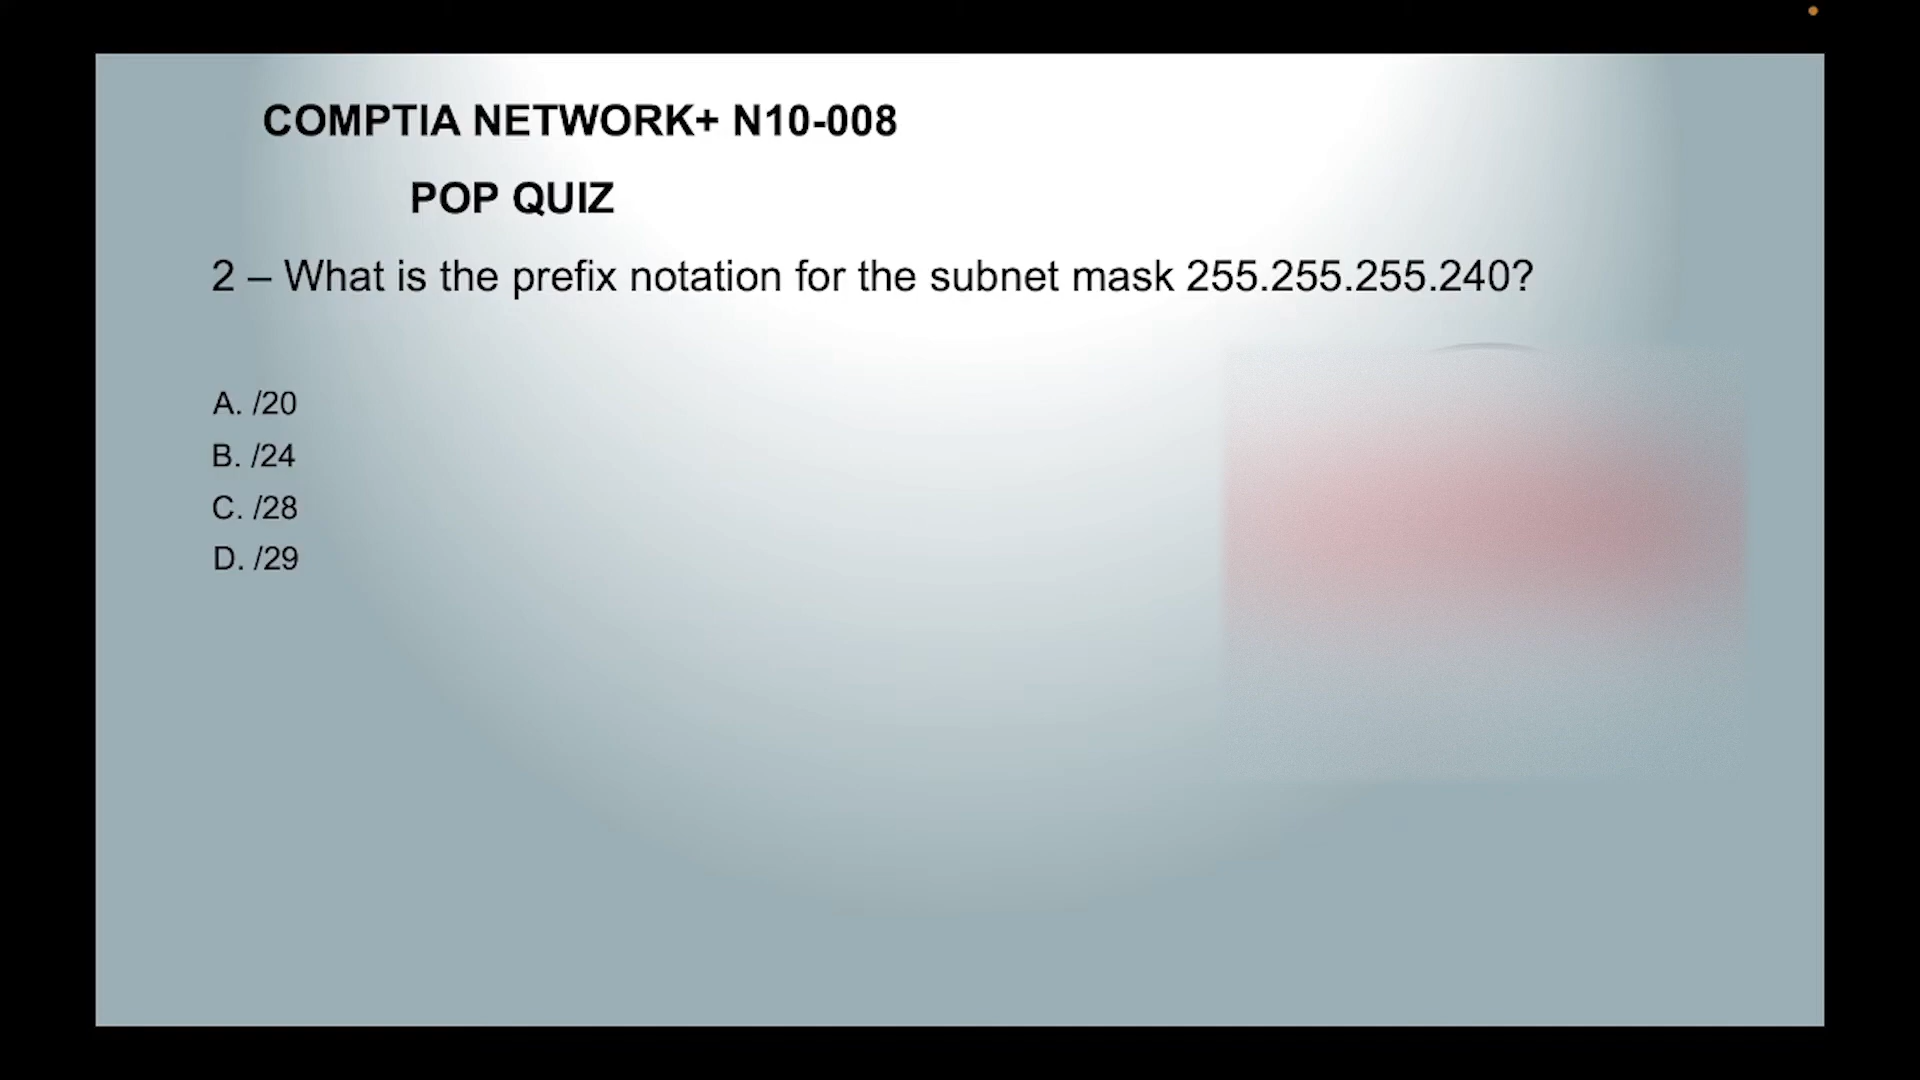 COMPTIA NETWORK+ N10-008
POP QUIZ
2 – What is the prefix notation for the subnet mask 255.255.255.240?
A. /20
B. /24
C. /28
D. /29